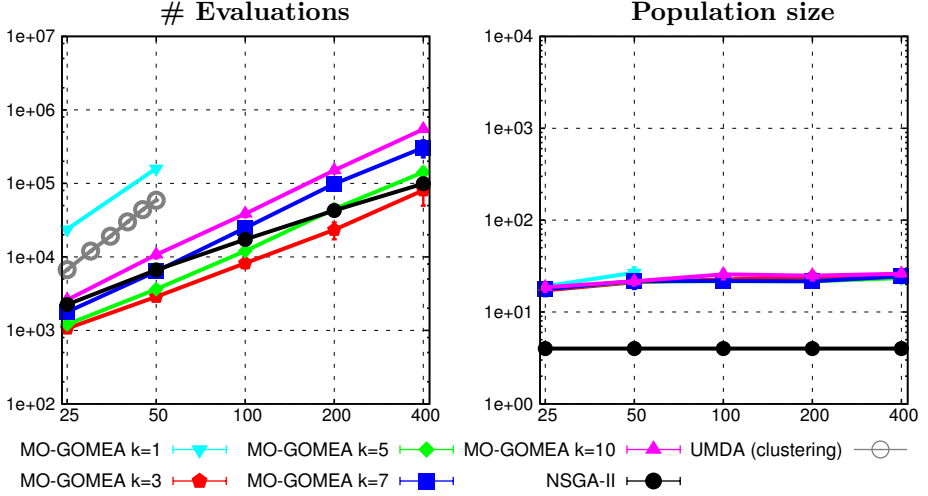 # Evaluations
Population size
1e+07
1e+06
1e+05
1e+04
1e+03
1e+02
25 50 100 200 400
1e+04
1e+03
1e+02
1e+01
1e+00
25 50 100 200 400
MO-GOMEA k=1 MO-GOMEA k=5 MO-GOMEA k=10 UMDA (clustering)
MO-GOMEA k=3 MO-GOMEA k=7 NSGA-II